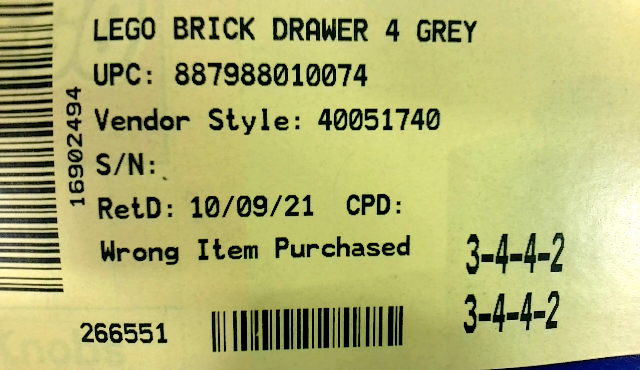 LEGO BRICK DRAWER 4 GREY
UPC: 887988010074
Vendor Style: 40051740
S/N:
RetD: 10/09/21 CPD:
Wrong Item Purchased
16902494
3-4-4-2
3-4-4-2
266551